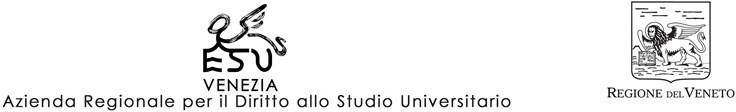 ESU
VENEZIA
Azienda Regionale per il Diritto allo Studio Universitario
REGIONE DEL VENETO